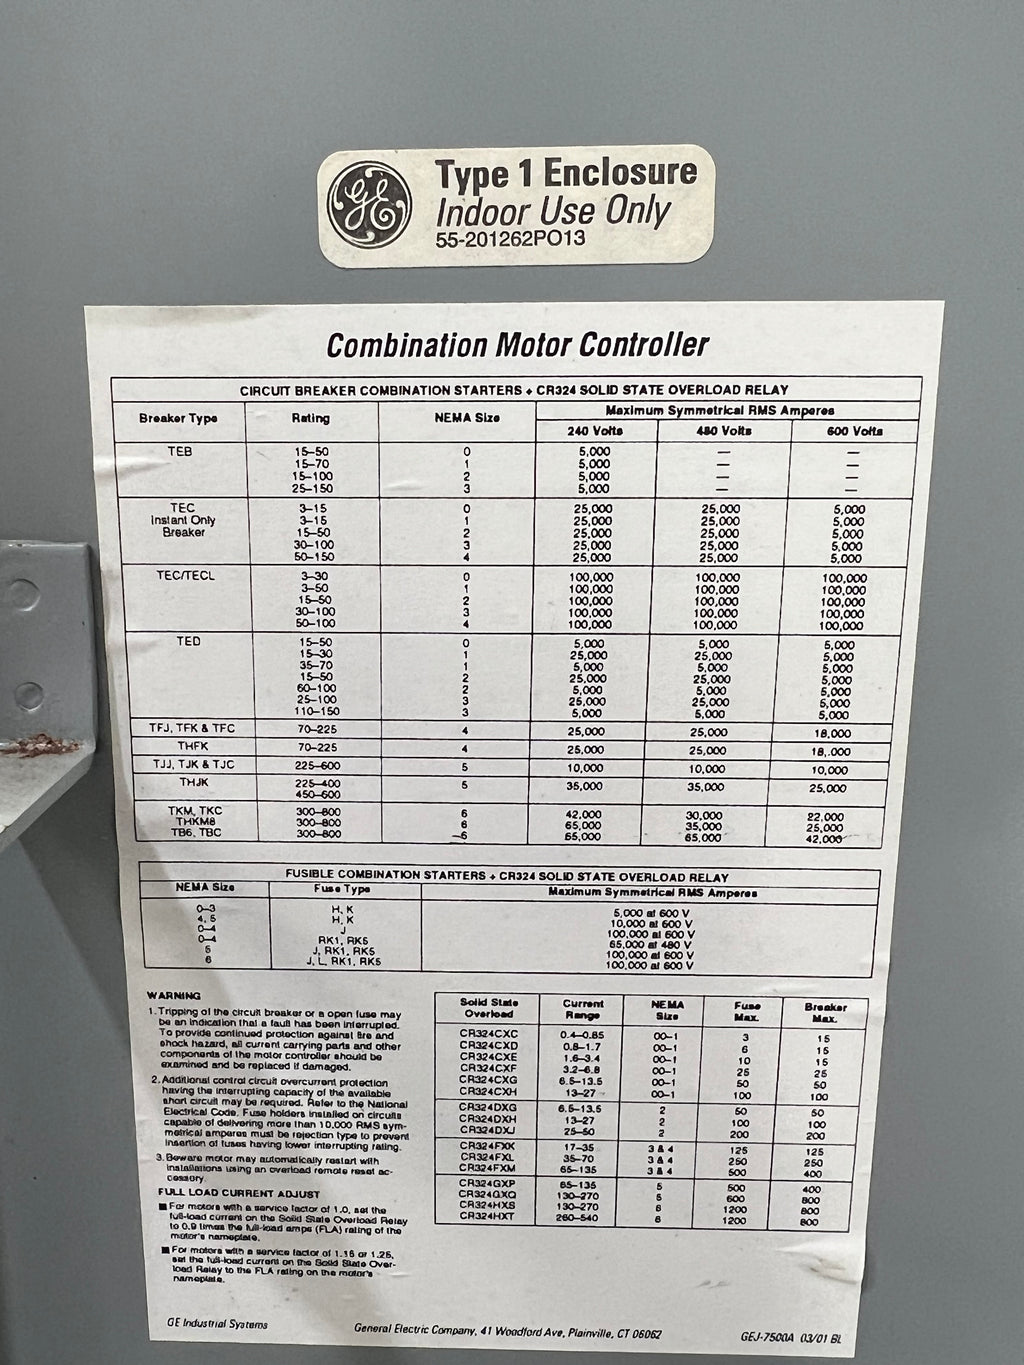 GE
Type 1 Enclosure
Indoor Use Only
55-201262PO13
Combination Motor Controller
CIRCUIT BREAKER COMBINATION STARTERS + CR324 SOLID STATE OVERLOAD RELAY
Breaker Type Rating NEMA Size Maximum Symmetrical RMS Amperes
240 Volts 480 Volts 600 Volts
TEB 15–50 0 5,000 — —
15–70 1 5,000 — —
15–100 2 5,000 — —
25–150 3 5,000 — —
TEC 3–15 0 25,000 25,000 5,000
Instant Only 3–15 1 25,000 25,000 5,000
Breaker 15–50 2 25,000 25,000 5,000
30–100 3 25,000 25,000 5,000
50–150 4 25,000 25,000 5,000
TEC/TECL 3–30 0 100,000 100,000 100,000
3–50 1 100,000 100,000 100,000
15–50 2 100,000 100,000 100,000
30–100 3 100,000 100,000 100,000
50–100 4 100,000 100,000 100,000
TED 15–50 0 5,000 5,000 5,000
15–30 1 25,000 25,000 5,000
35–70 1 5,000 5,000 5,000
15–50 2 25,000 25,000 5,000
60–100 2 5,000 5,000 5,000
25–100 3 25,000 25,000 5,000
110–150 3 5,000 5,000 5,000
TFJ, TFK & TFC 70–225 4 25,000 25,000 18,000
THFK 70–225 4 25,000 25,000 18,.000
TJJ, TJK & TJC 225–600 5 10,000 10,000 10,000
THJK 225–400 5 35,000 35,000 25,000
450–600
TKM, TKC 300–800 6 42,000 30,000 22,000
THKM8 300–800 6 65,000 35,000 25,000
TB6, TBC 300–800 6 65,000 65,000 42,000
FUSIBLE COMBINATION STARTERS + CR324 SOLID STATE OVERLOAD RELAY
NEMA Size Fuse Type Maximum Symmetrical RMS Amperes
0–3 H, K 5,000 at 600 V
4, 5 H, K 10,000 at 600 V
0–4 J 100,000 at 600 V
0–4 RK1, RK5 65,000 at 480 V
5 J, RK1, RK5 100,000 at 600 V
6 J, L, RK1, RK5 100,000 at 600 V
WARNING
1. Tripping of the circuit breaker or a open fuse may
be an indication that a fault has been interrupted.
To provide continued protection against fire and
shock hazard, all current carrying parts and other
components of the motor controller should be
examined and be replaced if damaged.
2. Additional control circuit overcurrent protection
having the interrupting capacity of the available
short circuit may be required. Refer to the National
Electrical Code. Fuse holders installed on circuits
capable of delivering more than 10,000 RMS sym-
metrical amperes must be rejection type to prevent
insertion of fuses having lower interrupting rating.
3. Beware motor may automatically restart with
installations using an overload remote reset ac-
cessory.
FULL LOAD CURRENT ADJUST
■ For motors with a service factor of 1.0, set the
full-load current on the Solid State Overload Relay
to 0.9 times the full-load amps (FLA) rating of the
motor's nameplate.
■ For motors with a service factor of 1.15 or 1.25,
set the full-load current on the Solid State Over-
load Relay to the FLA rating on the motor's
nameplate.
Solid State Overload Current Range NEMA Size Fuse Max. Breaker Max.
CR324CXC 0.4–0.85 00–1 3 15
CR324CXD 0.8–1.7 00–1 6 15
CR324CXE 1.6–3.4 00–1 10 15
CR324CXF 3.2–6.8 00–1 25 25
CR324CXG 6.5–13.5 00–1 50 50
CR324CXH 13–27 00–1 100 100
CR324DXG 6.5–13.5 2 50 50
CR324DXH 13–27 2 100 100
CR324DXJ 25–50 2 200 200
CR324FXK 17–35 3 & 4 125 125
CR324FXL 35–70 3 & 4 250 250
CR324FXM 65–135 3 & 4 500 400
CR324GXP 65–135 5 500 400
CR324GXQ 130–270 5 600 800
CR324HXS 130–270 6 1200 800
CR324HXT 260–540 6 1200 800
GE Industrial Systems
General Electric Company, 41 Woodford Ave, Plainville, CT 06062
GEJ-7500A 03/01 BL